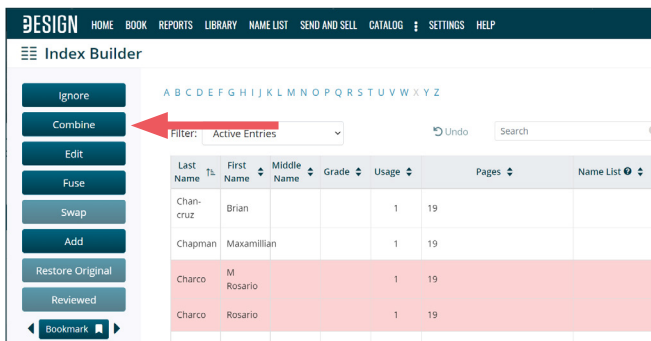 DESIGN HOME BOOK REPORTS LIBRARY NAME LIST SEND AND SELL CATALOG SETTINGS HELP
Index Builder
Ignore
Combine
Edit
Fuse
Swap
Add
Restore Original
Reviewed
Bookmark
A B C D E F G H I J K L M N O P Q R S T U V W X Y Z
Filter: Active Entries Undo Search
Last Name First Name Middle Name Grade Usage Pages Name List
Chan-cruz Brian 1 19
Chapman Maxamillian 1 19
Charco M Rosario 1 19
Charco Rosario 1 19